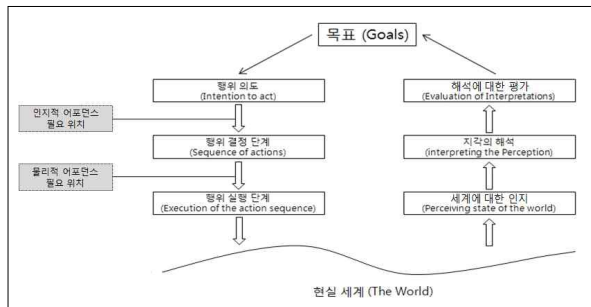 목표 (Goals)
행위 의도
(Intention to act)
인지적 어포던스
필요 위치
행위 결정 단계
(Sequence of actions)
물리적 어포던스
필요 위치
행위 실행 단계
(Execution of the action sequence)
해석에 대한 평가
(Evaluation of Interpretations)
지각의 해석
(interpreting the Perception)
세계에 대한 인지
(Perceiving state of the world)
현실 세계 (The World)